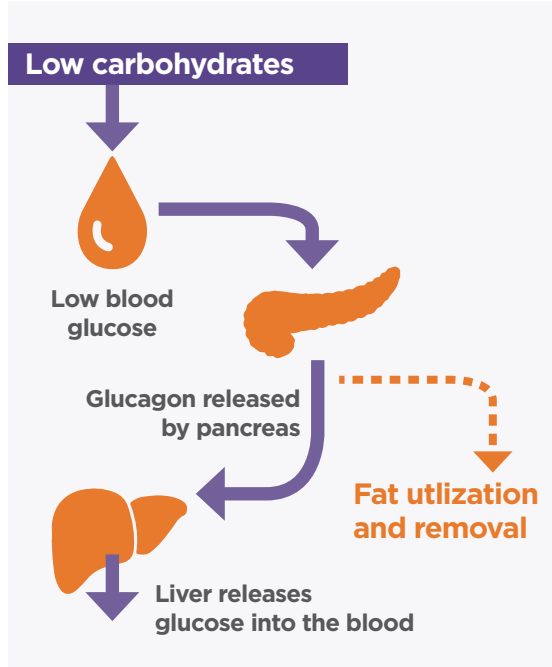 Low carbohydrates
Low blood
glucose
Glucagon released
by pancreas
Fat utlization
and removal
Liver releases
glucose into the blood